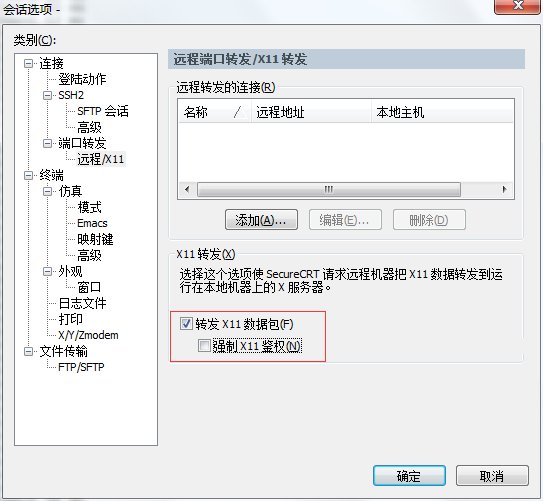 会话选项 -
类别(C):
连接
登陆动作
SSH2
SFTP 会话
高级
端口转发
远程/X11
终端
仿真
模式
Emacs
映射键
高级
外观
窗口
日志文件
打印
X/Y/Zmodem
文件传输
FTP/SFTP
远程端口转发/X11 转发
远程转发的连接(R)
名称 远程地址 本地主机
添加(A)... 编辑(E)... 删除(D)
X11 转发(X)
选择这个选项使 SecureCRT 请求远程机器把 X11 数据转发到运
行在本地机器上的 X 服务器。
转发 X11 数据包(F)
强制 X11 鉴权(N)
确定 取消